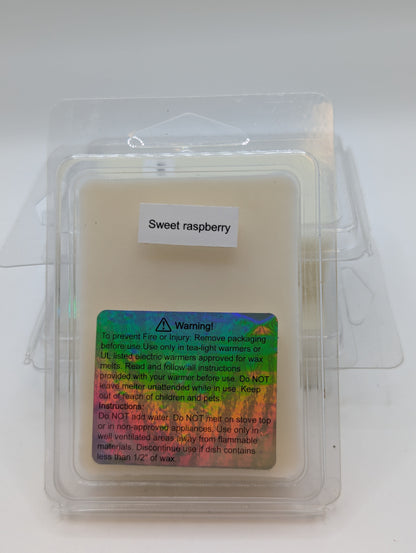 Sweet raspberry
Warning!
To prevent Fire or Injury: Remove packaging
before use.Use only in tea-light warmers or
UL listed electric warmers approved for wax
melts. Read and follow all instructions
provided with your warmer before use. Do NOT
leave melter unattended while in use. Keep
out of reach of children and pets.
Instructions:
Do NOT add water. Do NOT melt on stove top
or in non-approved appliances. Use only in
well ventilated areas away from flammable
materials. Discontinue use if dish contains
less than 1/2" of wax.